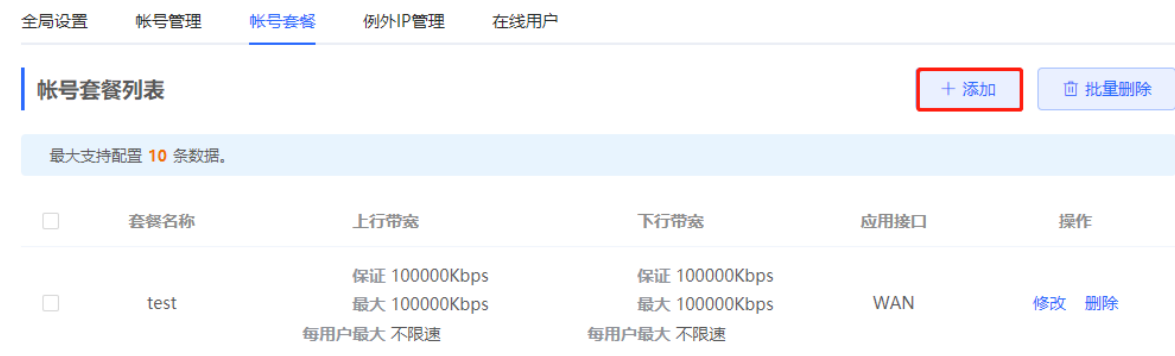 全局设置 帐号管理 帐号套餐 例外IP管理 在线用户
帐号套餐列表 + 添加 批量删除
最大支持配置 10 条数据。
套餐名称 上行带宽 下行带宽 应用接口 操作
保证 100000Kbps 保证 100000Kbps
test 最大 100000Kbps 最大 100000Kbps WAN 修改 删除
每用户最大 不限速 每用户最大 不限速